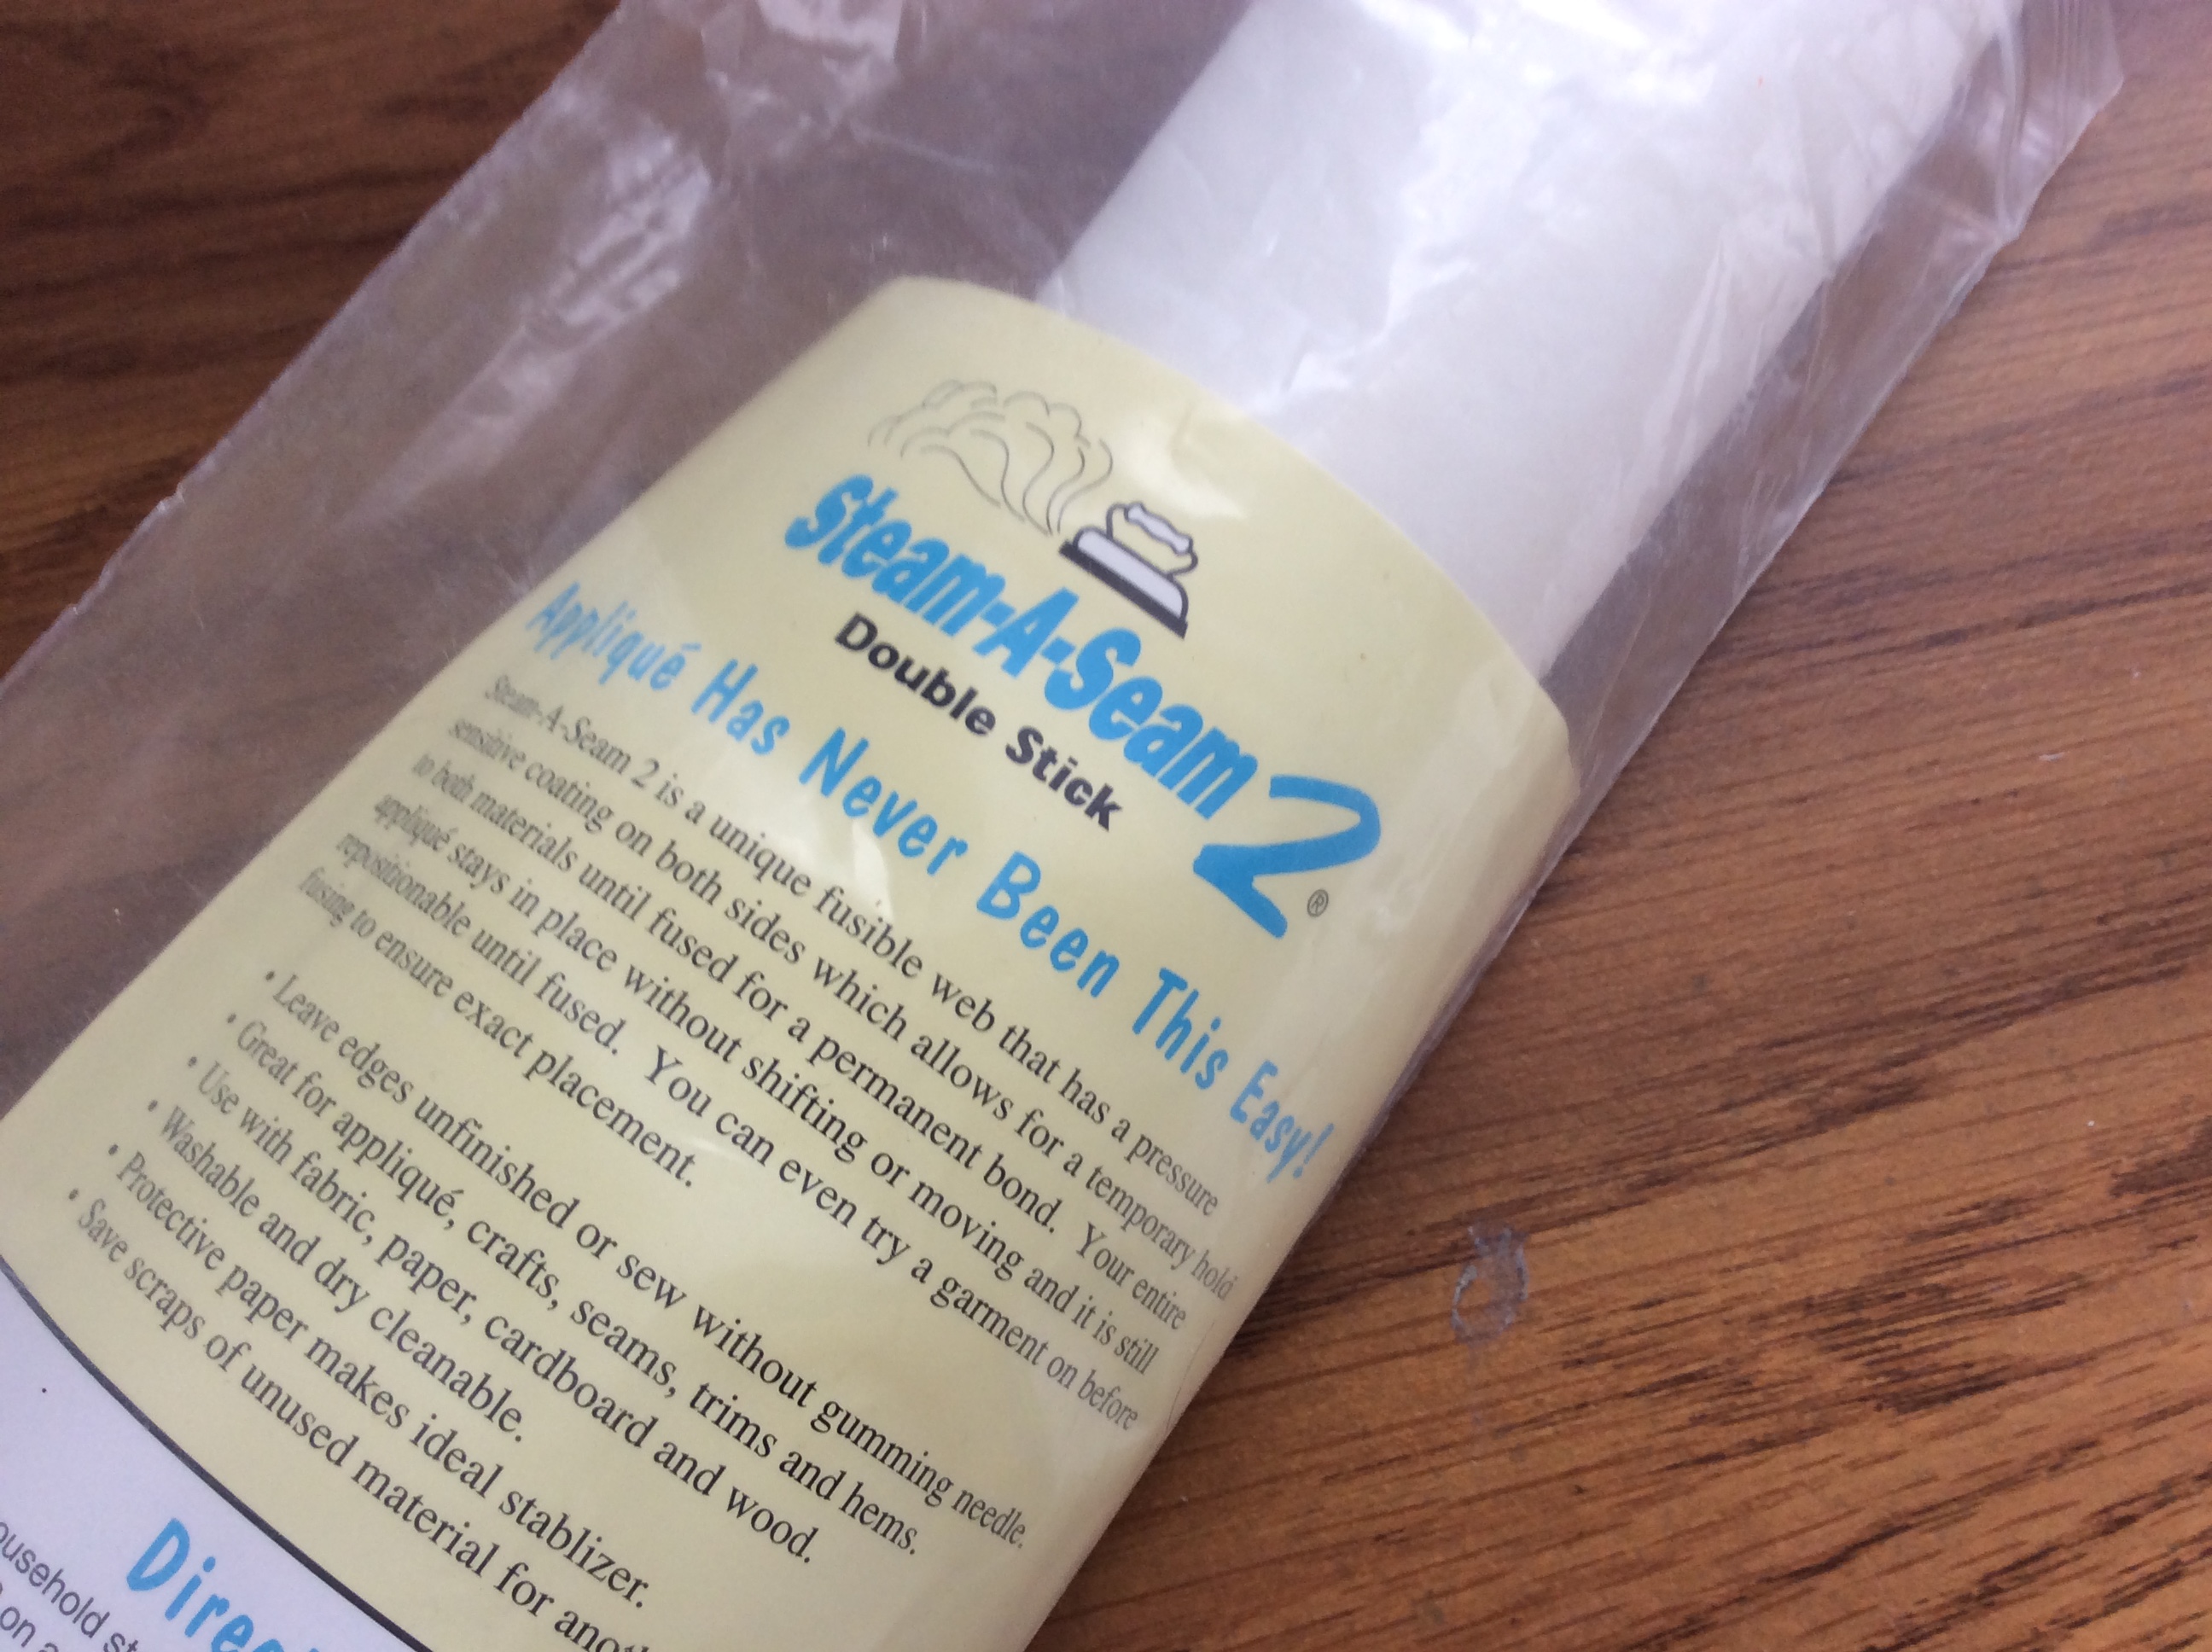 Steam-A-Seam 2®
Double Stick
Appliqué Has Never Been This Easy!
Steam-A-Seam 2 is a unique fusible web that has a pressure
sensitive coating on both sides which allows for a temporary hold
to both materials until fused for a permanent bond. Your entire
appliqué stays in place without shifting or moving and it is still
repositionable until fused. You can even try a garment on before
fusing to ensure exact placement.
• Leave edges unfinished or sew without gumming needle.
• Great for appliqué, crafts, seams, trims and hems.
• Use with fabric, paper, cardboard and wood.
• Washable and dry cleanable.
• Protective paper makes ideal stablizer.
• Save scraps of unused material for
on